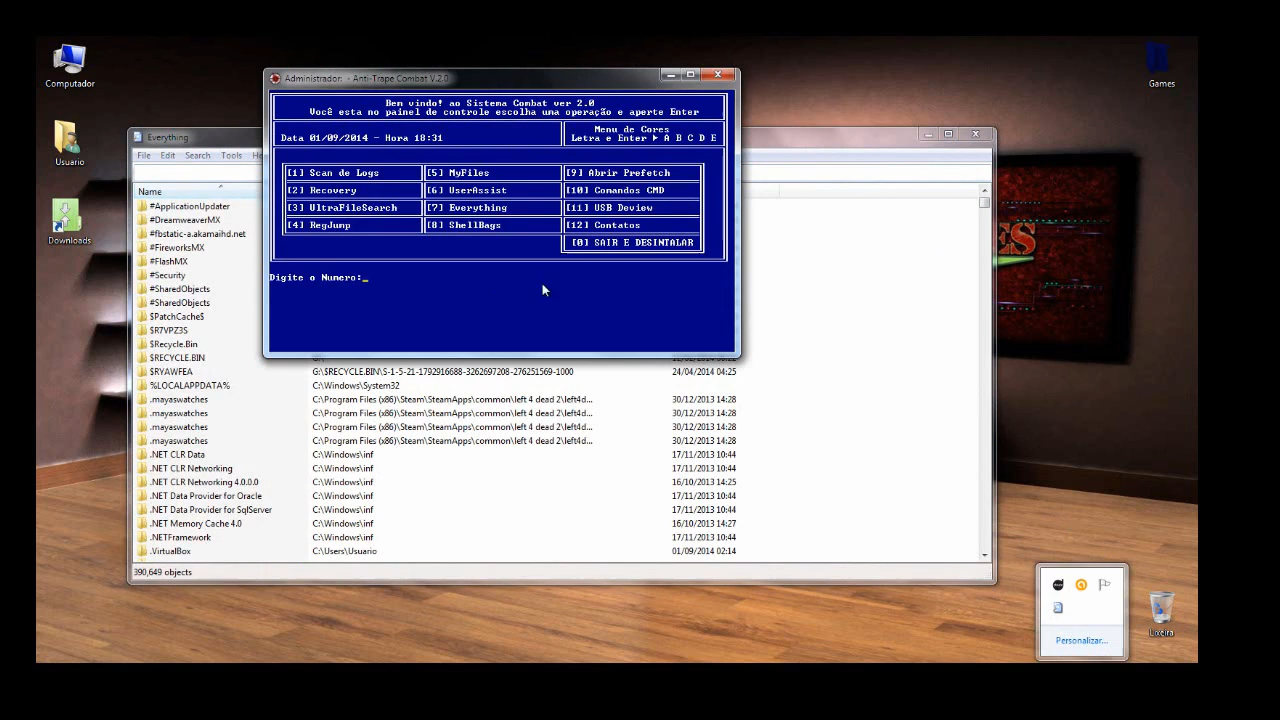 Computador
Usuario
Downloads
Games
Lixeira
Personalizar...
Administrador: - Anti-Trape Combat V.2.0
Bem vindo! ao Sistema Combat ver 2.0
Você esta no painel de controle escolha uma operação e aperte Enter
Data 01/09/2014 - Hora 18:31
Menu de Cores
Letra e Enter ► A B C D E
[1] Scan de Logs
[5] MyFiles
[9] Abrir Prefetch
[2] Recovery
[6] UserAssist
[10] Comandos CMD
[3] UltraFileSearch
[7] Everything
[11] USB Deview
[4] RegJump
[8] ShellBags
[12] Contatos
[0] SAIR E DESINTALAR
Digite o Numero:_
Everything
File Edit Search Tools
Name
#ApplicationUpdater
#DreamweaverMX
#fbstatic-a.akamaihd.net
#FireworksMX
#FlashMX
#Security
#SharedObjects
#SharedObjects
$PatchCache$
$R7VPZ3S
$Recycle.Bin
$RECYCLE.BIN
$RYAWFEA G:\$RECYCLE.BIN\S-1-5-21-1792916688-3262697208-276251569-1000 24/04/2014 04:25
%LOCALAPPDATA% C:\Windows\System32
.mayaswatches C:\Program Files (x86)\Steam\SteamApps\common\left 4 dead 2\left4d... 30/12/2013 14:28
.mayaswatches C:\Program Files (x86)\Steam\SteamApps\common\left 4 dead 2\left4d... 30/12/2013 14:28
.mayaswatches C:\Program Files (x86)\Steam\SteamApps\common\left 4 dead 2\left4d... 30/12/2013 14:28
.mayaswatches C:\Program Files (x86)\Steam\SteamApps\common\left 4 dead 2\left4d... 30/12/2013 14:28
.NET CLR Data C:\Windows\inf 17/11/2013 10:44
.NET CLR Networking C:\Windows\inf 17/11/2013 10:44
.NET CLR Networking 4.0.0.0 C:\Windows\inf 16/10/2013 14:25
.NET Data Provider for Oracle C:\Windows\inf 17/11/2013 10:44
.NET Data Provider for SqlServer C:\Windows\inf 17/11/2013 10:44
.NET Memory Cache 4.0 C:\Windows\inf 16/10/2013 14:27
.NETFramework C:\Windows\inf 17/11/2013 10:44
.VirtualBox C:\Users\Usuario 01/09/2014 02:14
390,649 objects